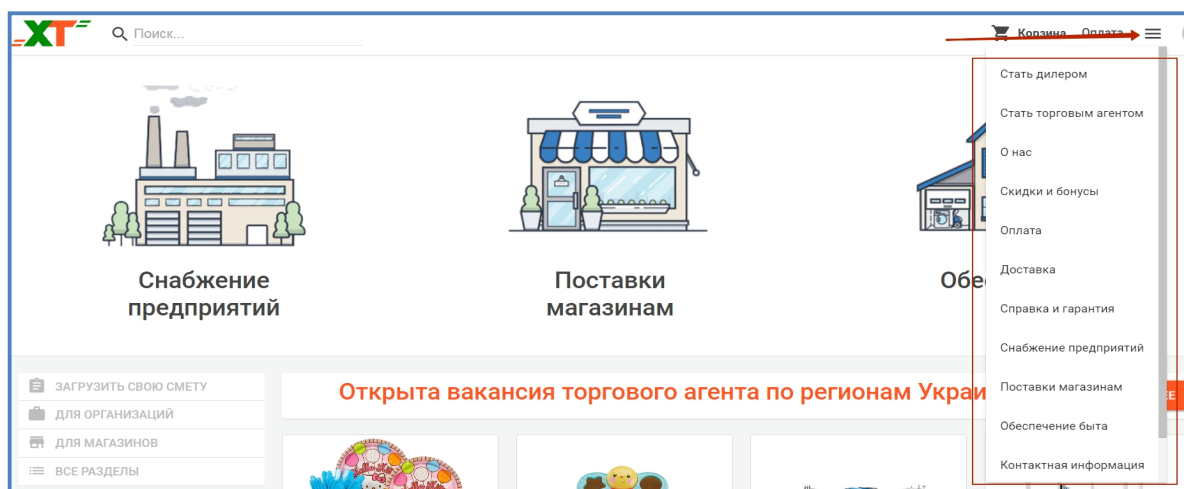 XT
Поиск...
Корзина Оплата
Стать дилером
Стать торговым агентом
О нас
Скидки и бонусы
Оплата
Доставка
Справка и гарантия
Снабжение предприятий
Поставки магазинам
Обеспечение быта
Контактная информация
Снабжение
предприятий
Поставки
магазинам
Обе
ЗАГРУЗИТЬ СВОЮ СМЕТУ
ДЛЯ ОРГАНИЗАЦИЙ
ДЛЯ МАГАЗИНОВ
ВСЕ РАЗДЕЛЫ
Открыта вакансия торгового агента по регионам Украи